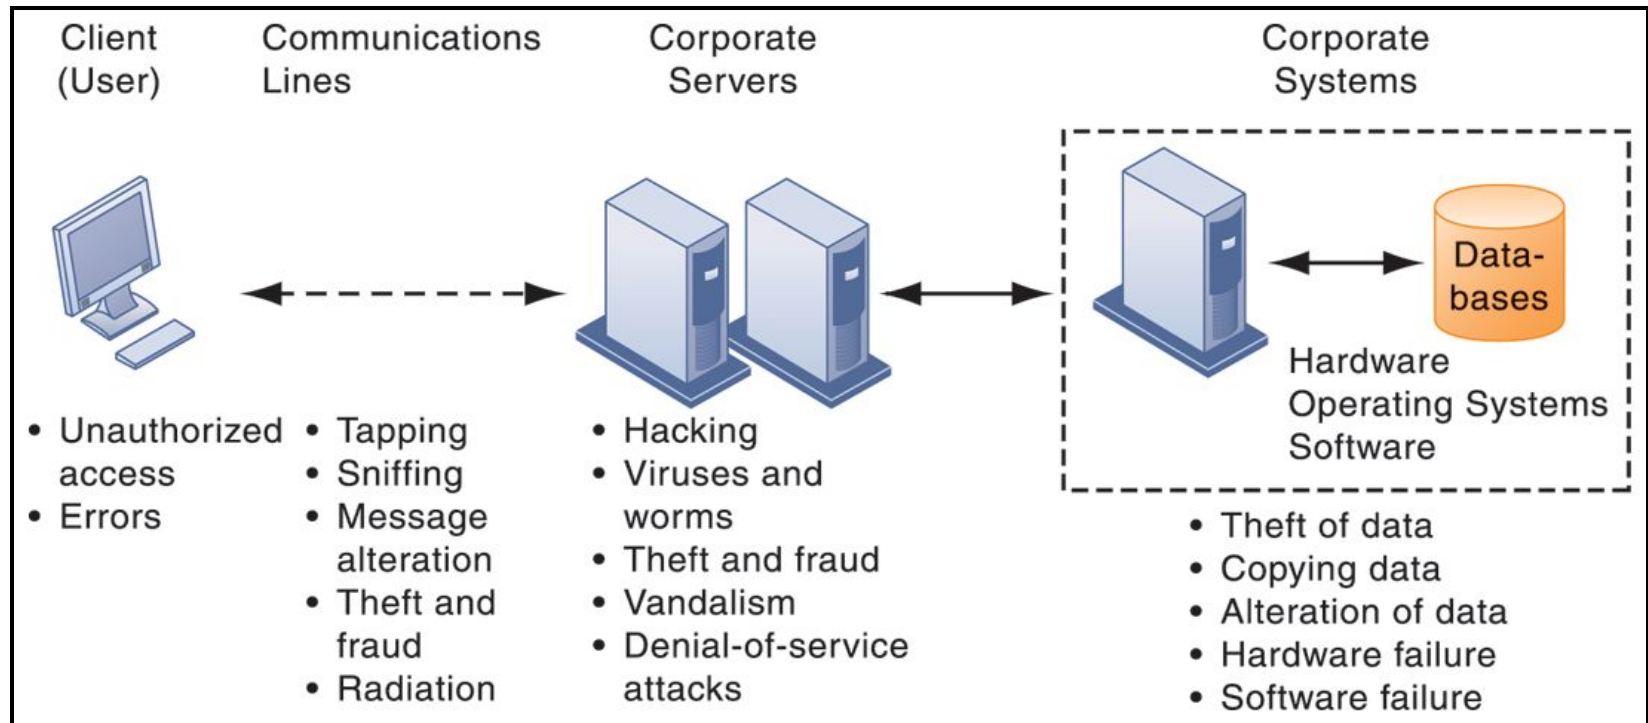 Client
(User)
Communications
Lines
Corporate
Servers
Corporate
Systems
Data-
bases
Hardware
Operating Systems
Software
• Unauthorized
access
• Errors
• Tapping
• Sniffing
• Message
alteration
• Theft and
fraud
• Radiation
• Hacking
• Viruses and
worms
• Theft and fraud
• Vandalism
• Denial-of-service
attacks
• Theft of data
• Copying data
• Alteration of data
• Hardware failure
• Software failure